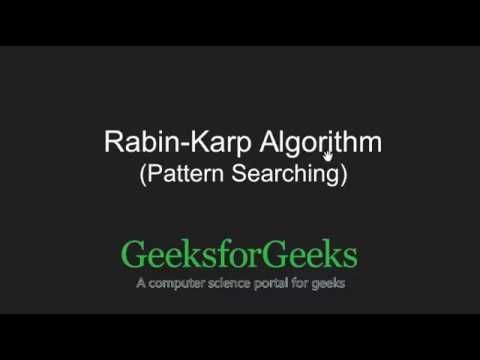 Rabin-Karp Algorithm
(Pattern Searching)
GeeksforGeeks
A computer science portal for geeks